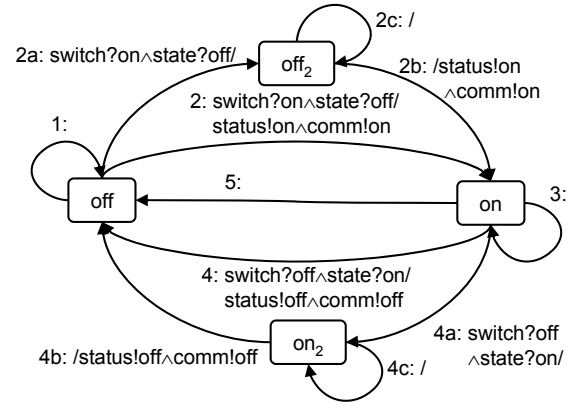 2c: /
2a: switch?on∧state?off/
off₂
2b: /status!on
∧comm!on
2: switch?on∧state?off/
status!on∧comm!on
1:
5:
3:
off
on
4: switch?off∧state?on/
status!off∧comm!off
4a: switch?off
∧state?on/
on₂
4b: /status!off∧comm!off
4c: /